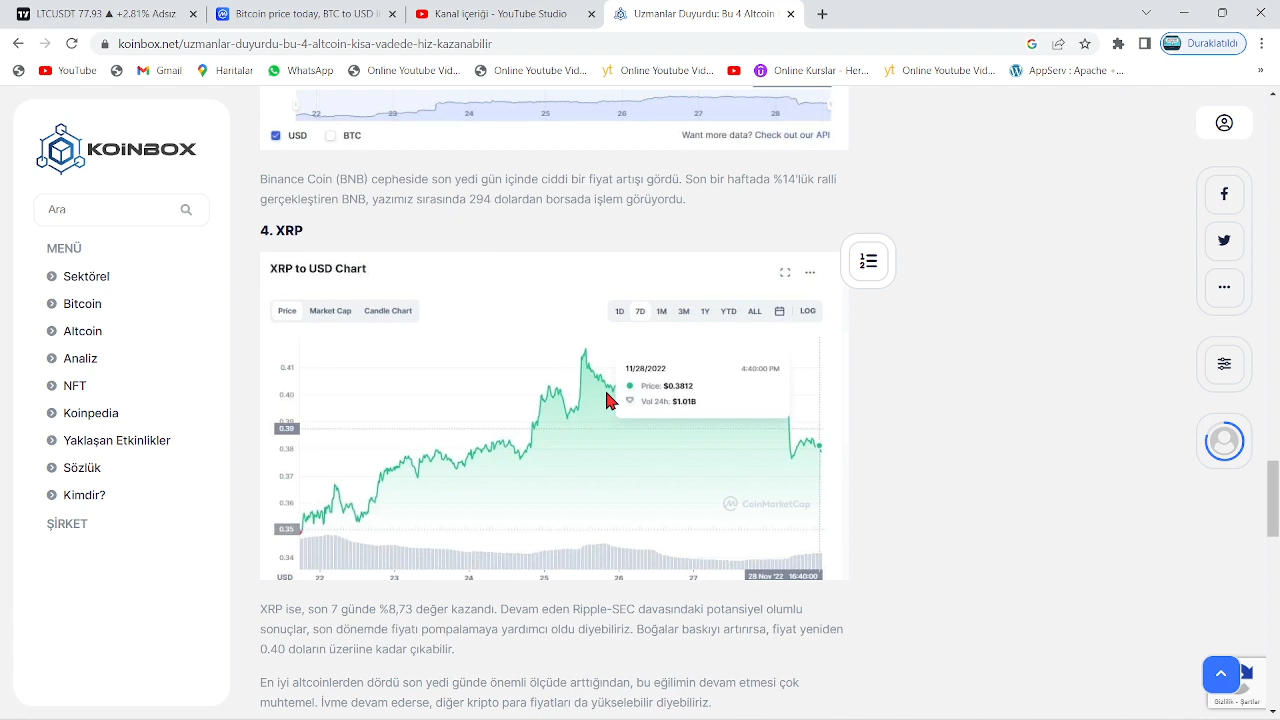 LTCUSDT 77.93 ▲ +2.81% Adsız
Bitcoin price today, BTC to USD li
Kanal içeriği - YouTube Studio
Uzmanlar Duyurdu: Bu 4 Altcoin
koinbox.net/uzmanlar-duyurdu-bu-4-altcoin-kisa-vadede-hiz-kazanabilir/
Duraklatıldı
YouTube
Gmail
Haritalar
WhatsApp
Online Youtube Vid...
Online Youtube Vid...
Online Youtube Vid...
Online Kurslar - Her...
Online Youtube Vid...
AppServ : Apache +...
KOINBOX
Ara
MENÜ
Sektörel
Bitcoin
Altcoin
Analiz
NFT
Koinpedia
Yaklaşan Etkinlikler
Sözlük
Kimdir?
ŞİRKET
22 23 24 25 26 27 28
USD BTC Want more data? Check out our API
Binance Coin (BNB) cephesinde son yedi gün içinde ciddi bir fiyat artışı gördü. Son bir haftada %14'lük ralli
gerçekleştiren BNB, yazımız sırasında 294 dolardan borsada işlem görüyordu.
4. XRP
XRP to USD Chart
Price Market Cap Candle Chart 1D 7D 1M 3M 1Y YTD ALL LOG
11/28/2022 4:40:00 PM
Price: $0.3812
Vol 24h: $1.01B
0.41
0.40
0.39
0.39
0.38
0.37
0.36
0.35
0.34
CoinMarketCap
USD 22 23 24 25 26 27 28 Nov '22 16:40:00
XRP ise, son 7 günde %8,73 değer kazandı. Devam eden Ripple-SEC davasındaki potansiyel olumlu
sonuçlar, son dönemde fiyatı pompalamaya yardımcı oldu diyebiliriz. Boğalar baskıyı artırırsa, fiyat yeniden
0.40 doların üzeriine kadar çıkabilir.
En iyi altcoinlerden dördü son yedi günde önemli ölçüde arttığından, bu eğilimin devam etmesi çok
muhtemel. İvme devam ederse, diğer kripto para fiyatları da yükselebilir diyebiliriz.
Gizlilik - Şartlar